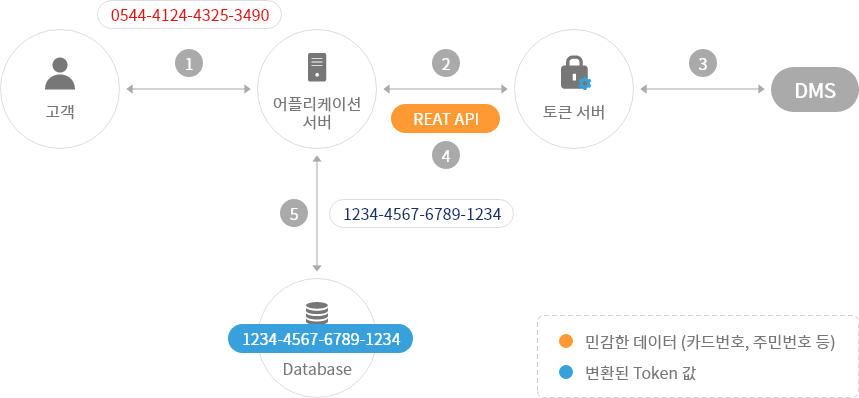 0544-4124-4325-3490
1
2
3
고객
어플리케이션
서버
토큰 서버
DMS
REAT API
4
5
1234-4567-6789-1234
1234-4567-6789-1234
Database
민감한 데이터 (카드번호, 주민번호 등)
변환된 Token 값